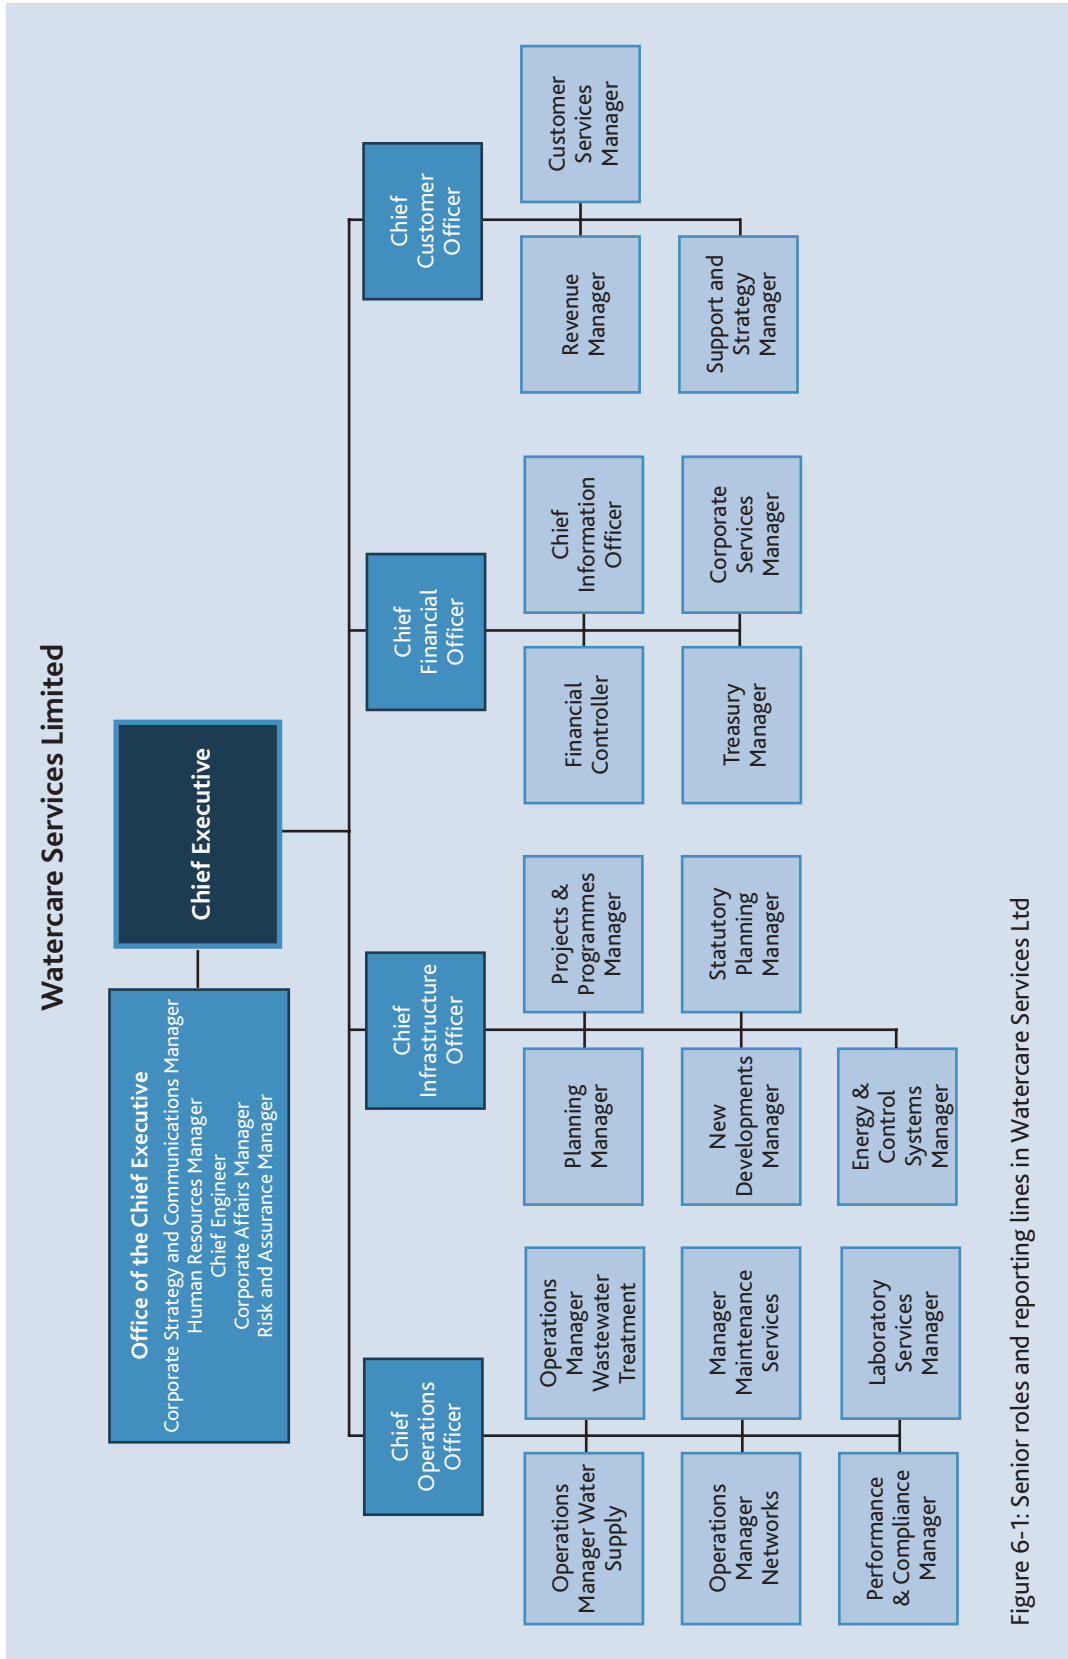 Watercare Services Limited
Office of the Chief Executive
Corporate Strategy and Communications Manager
Human Resources Manager
Chief Engineer
Corporate Affairs Manager
Risk and Assurance Manager
Chief Executive
Chief
Operations
Officer
Chief
Infrastructure
Officer
Chief
Financial
Officer
Chief
Customer
Officer
Operations
Manager Water
Supply
Operations
Manager
Wastewater
Treatment
Operations
Manager
Networks
Manager
Maintenance
Services
Performance
& Compliance
Manager
Laboratory
Services
Manager
Planning
Manager
Projects &
Programmes
Manager
New
Developments
Manager
Statutory
Planning
Manager
Energy &
Control
Systems
Manager
Financial
Controller
Chief
Information
Officer
Treasury
Manager
Corporate
Services
Manager
Revenue
Manager
Customer
Services
Manager
Support and
Strategy
Manager
Figure 6-1: Senior roles and reporting lines in Watercare Services Ltd